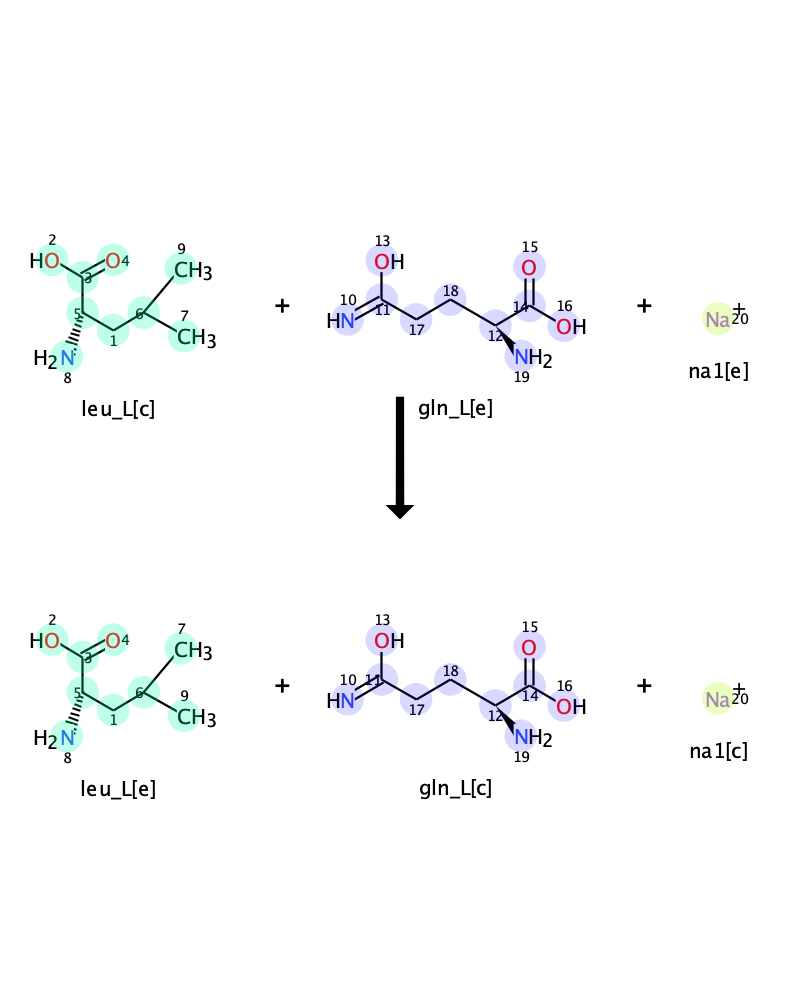 2 9 13 15
HO 3 O4 CH3 OH O
5 6 7 10 11 18 14 16 + Na+20
1 CH3 HN 17 12 OH
H2N NH2
8 19
na1[e]
leu_L[c] gln_L[e]
2 7 13 15
HO 3 O4 CH3 OH O
5 6 9 10 11 18 14 16 + Na+20
1 CH3 HN 17 12 OH
H2N NH2
8 19
na1[c]
leu_L[e] gln_L[c]